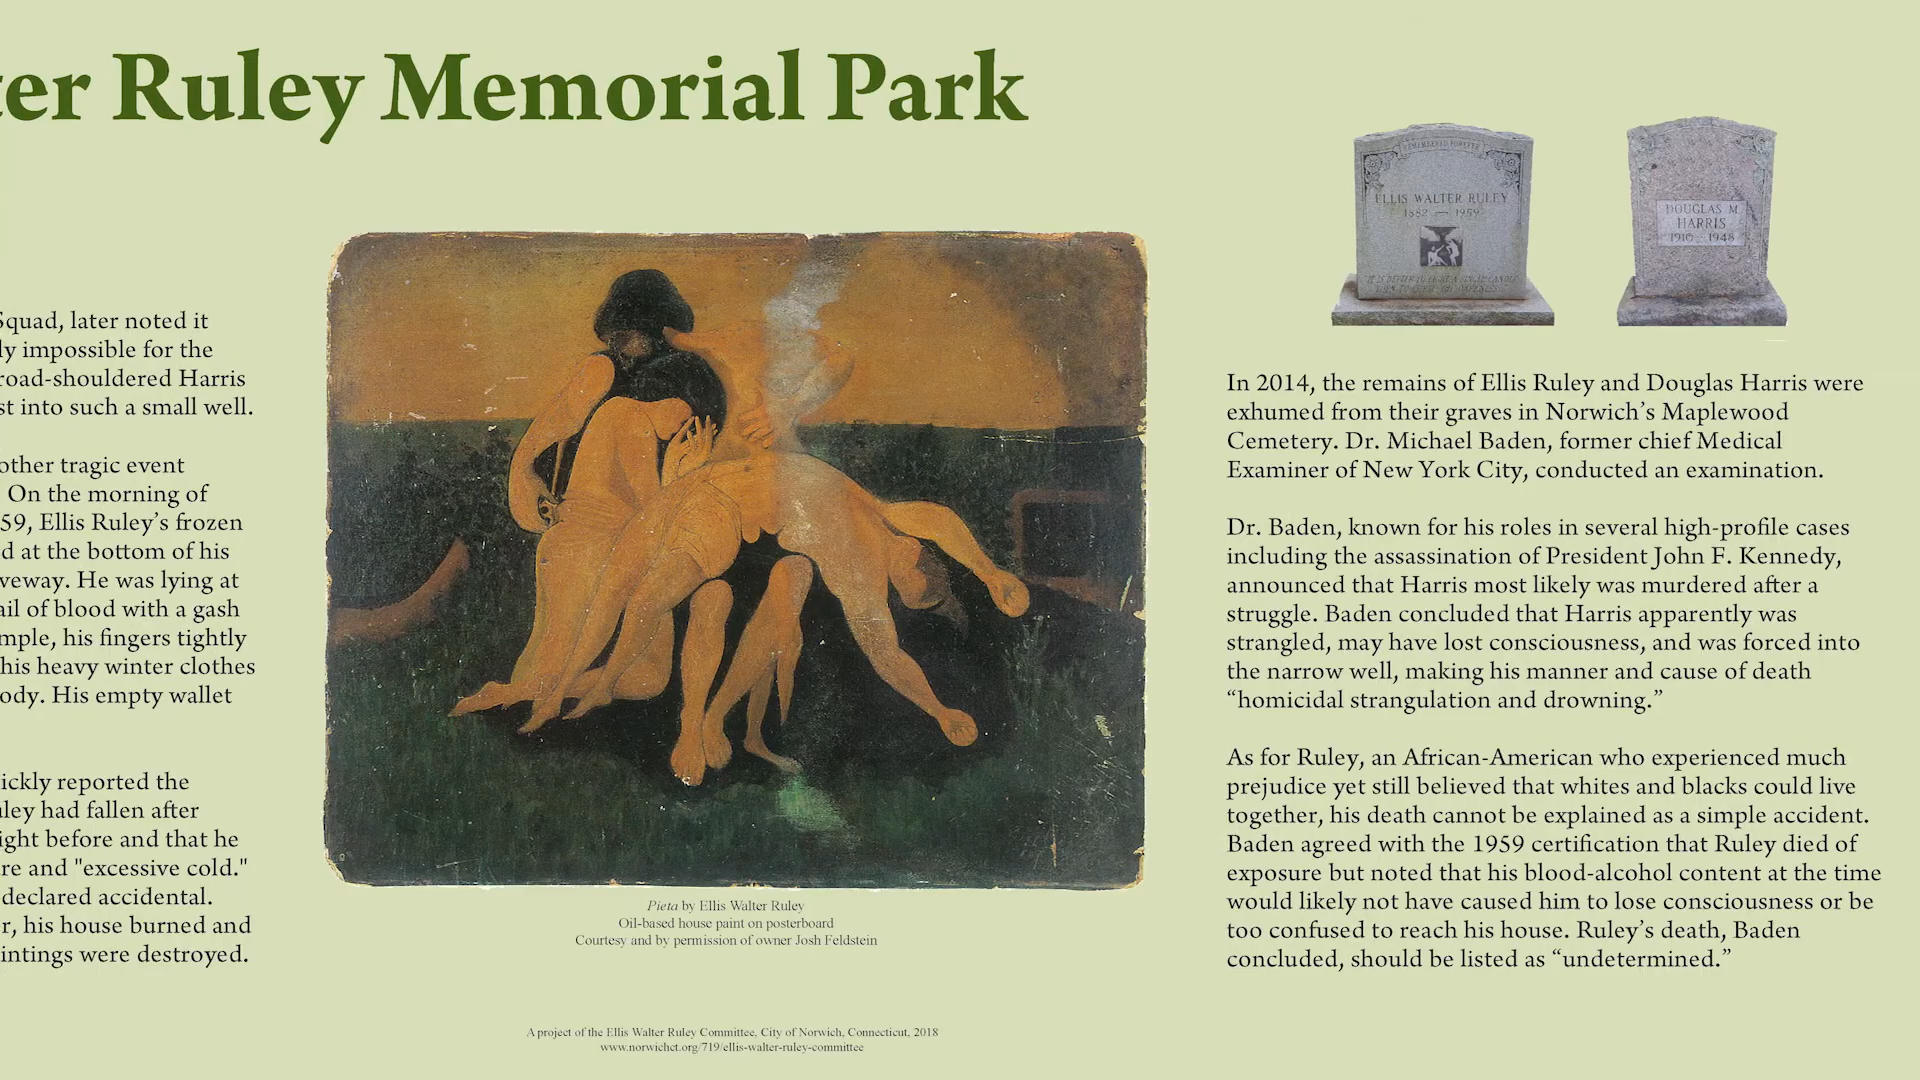 ter Ruley Memorial Park
Squad, later noted it
ly impossible for the
road-shouldered Harris
st into such a small well.
other tragic event
On the morning of
59, Ellis Ruley’s frozen
d at the bottom of his
veway. He was lying at
ail of blood with a gash
mple, his fingers tightly
his heavy winter clothes
ody. His empty wallet
ickly reported the
uley had fallen after
ight before and that he
re and "excessive cold."
declared accidental.
r, his house burned and
intings were destroyed.
Pieta by Ellis Walter Ruley
Oil-based house paint on posterboard
Courtesy and by permission of owner Josh Feldstein
A project of the Ellis Walter Ruley Committee, City of Norwich, Connecticut, 2018
www.norwichct.org/719/ellis-walter-ruley-committee
REMEMBERED FOREVER
ELLIS WALTER RULEY
1882 — 1959
DOUGLAS M
HARRIS
1910 - 1948
In 2014, the remains of Ellis Ruley and Douglas Harris were
exhumed from their graves in Norwich’s Maplewood
Cemetery. Dr. Michael Baden, former chief Medical
Examiner of New York City, conducted an examination.
Dr. Baden, known for his roles in several high-profile cases
including the assassination of President John F. Kennedy,
announced that Harris most likely was murdered after a
struggle. Baden concluded that Harris apparently was
strangled, may have lost consciousness, and was forced into
the narrow well, making his manner and cause of death
“homicidal strangulation and drowning.”
As for Ruley, an African-American who experienced much
prejudice yet still believed that whites and blacks could live
together, his death cannot be explained as a simple accident.
Baden agreed with the 1959 certification that Ruley died of
exposure but noted that his blood-alcohol content at the time
would likely not have caused him to lose consciousness or be
too confused to reach his house. Ruley’s death, Baden
concluded, should be listed as “undetermined.”